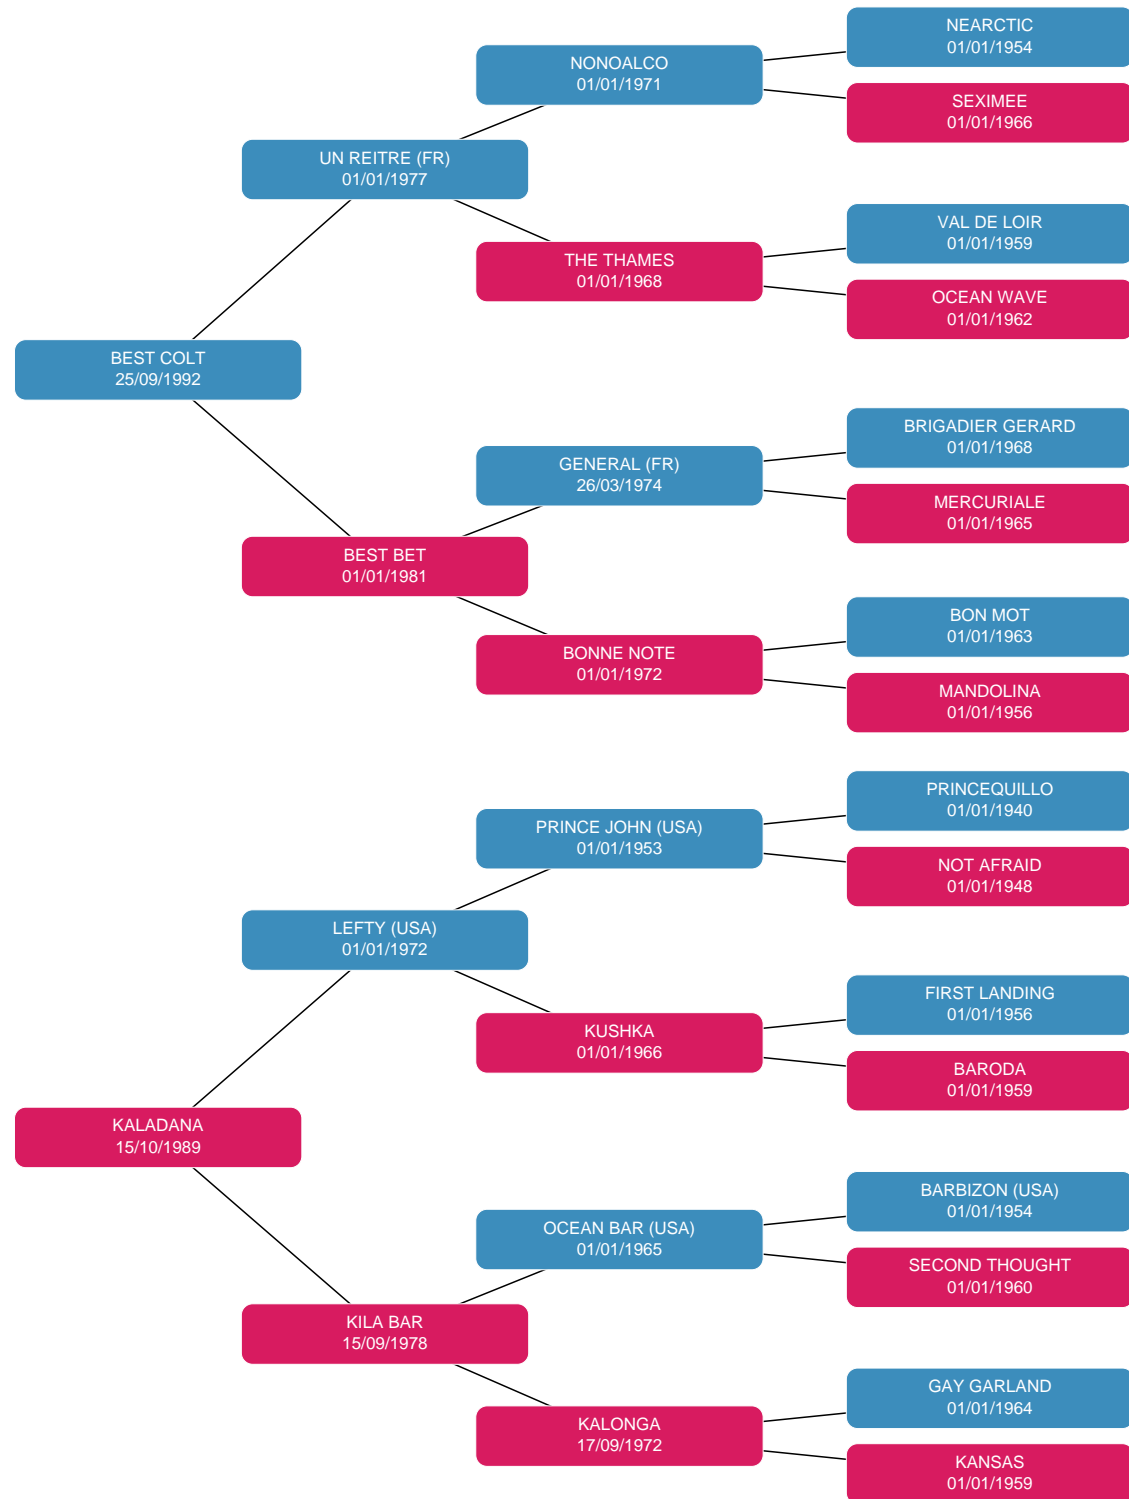 NEARCTIC
01/01/1954
NONOALCO
01/01/1971
SEXIMEE
01/01/1966
UN REITRE (FR)
01/01/1977
VAL DE LOIR
01/01/1959
THE THAMES
01/01/1968
OCEAN WAVE
01/01/1962
BEST COLT
25/09/1992
BRIGADIER GERARD
01/01/1968
GENERAL (FR)
26/03/1974
MERCURIALE
01/01/1965
BEST BET
01/01/1981
BON MOT
01/01/1963
BONNE NOTE
01/01/1972
MANDOLINA
01/01/1956
PRINCEQUILLO
01/01/1940
PRINCE JOHN (USA)
01/01/1953
NOT AFRAID
01/01/1948
LEFTY (USA)
01/01/1972
FIRST LANDING
01/01/1956
KUSHKA
01/01/1966
BARODA
01/01/1959
KALADANA
15/10/1989
BARBIZON (USA)
01/01/1954
OCEAN BAR (USA)
01/01/1965
SECOND THOUGHT
01/01/1960
KILA BAR
15/09/1978
GAY GARLAND
01/01/1964
KALONGA
17/09/1972
KANSAS
01/01/1959